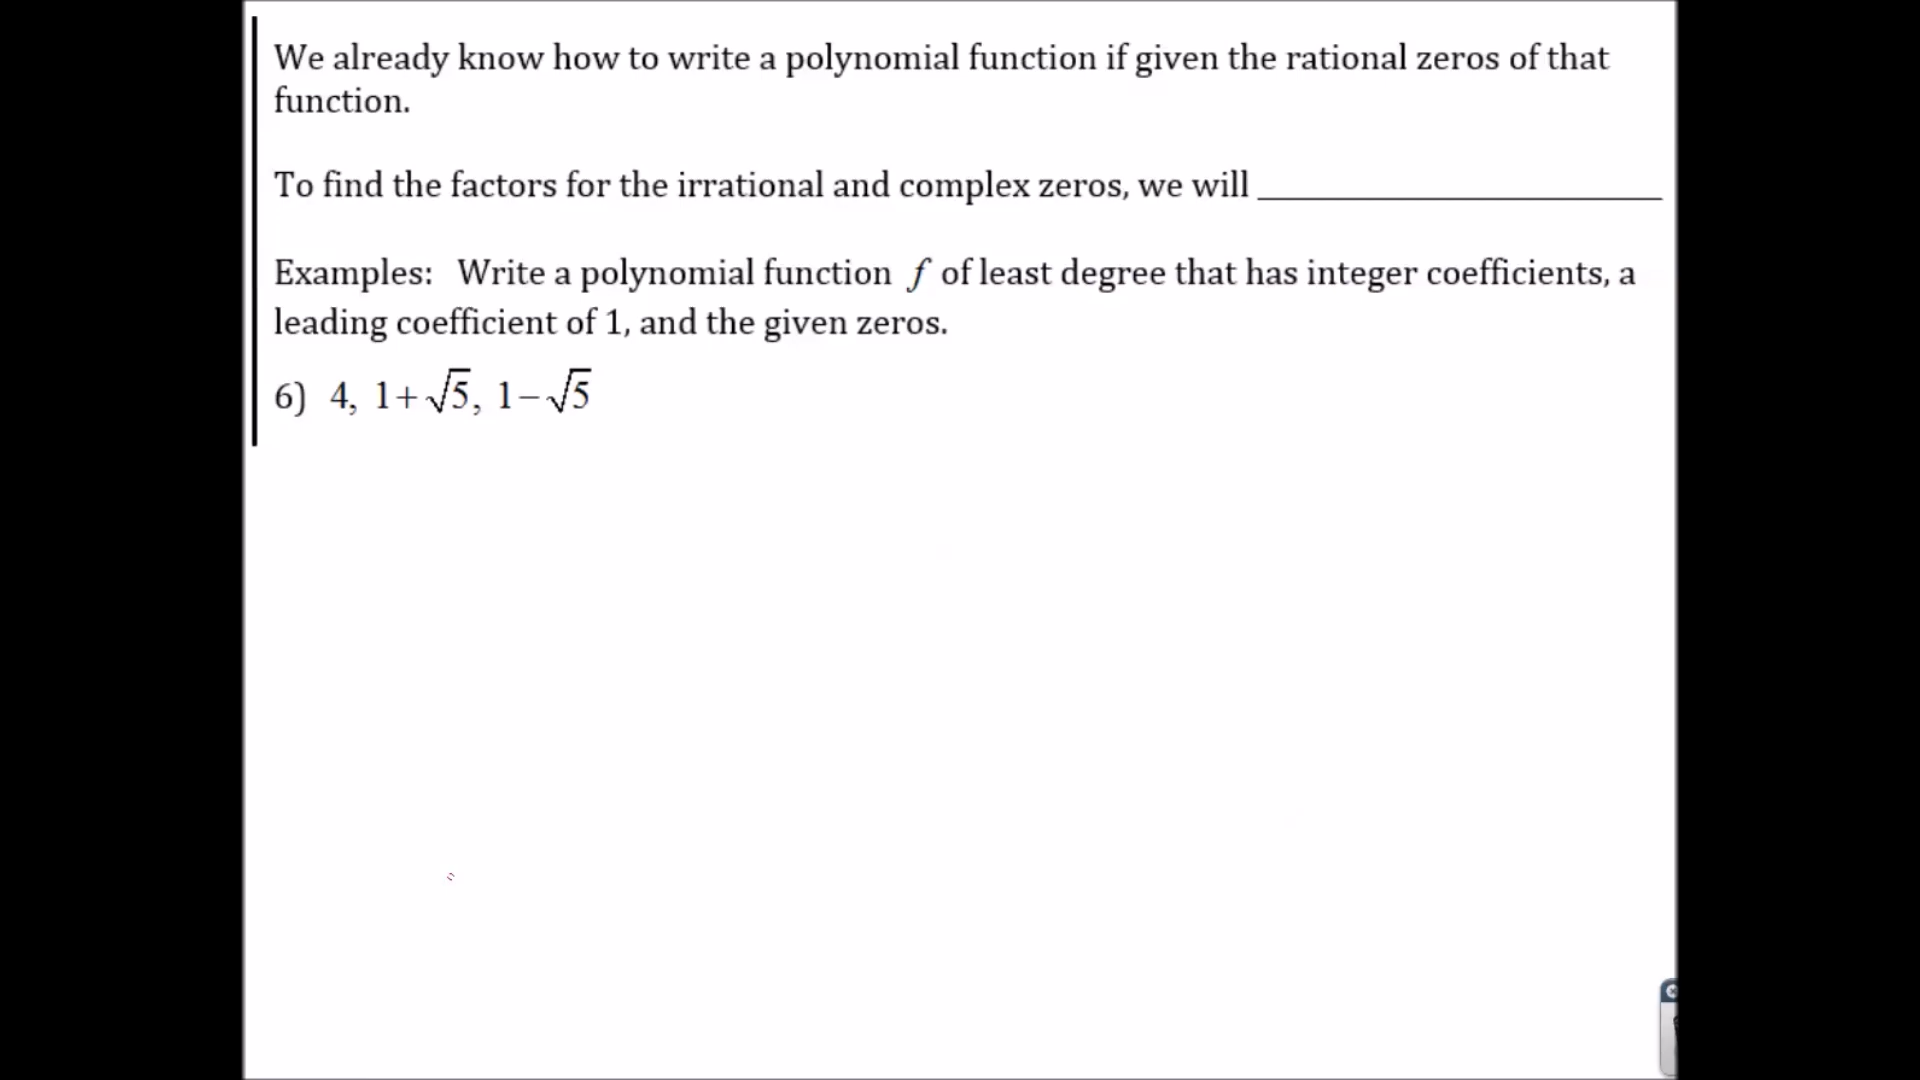 We already know how to write a polynomial function if given the rational zeros of that
function.
To find the factors for the irrational and complex zeros, we will ____________________
Examples: Write a polynomial function f of least degree that has integer coefficients, a
leading coefficient of 1, and the given zeros.
6) 4, 1+√5, 1−√5